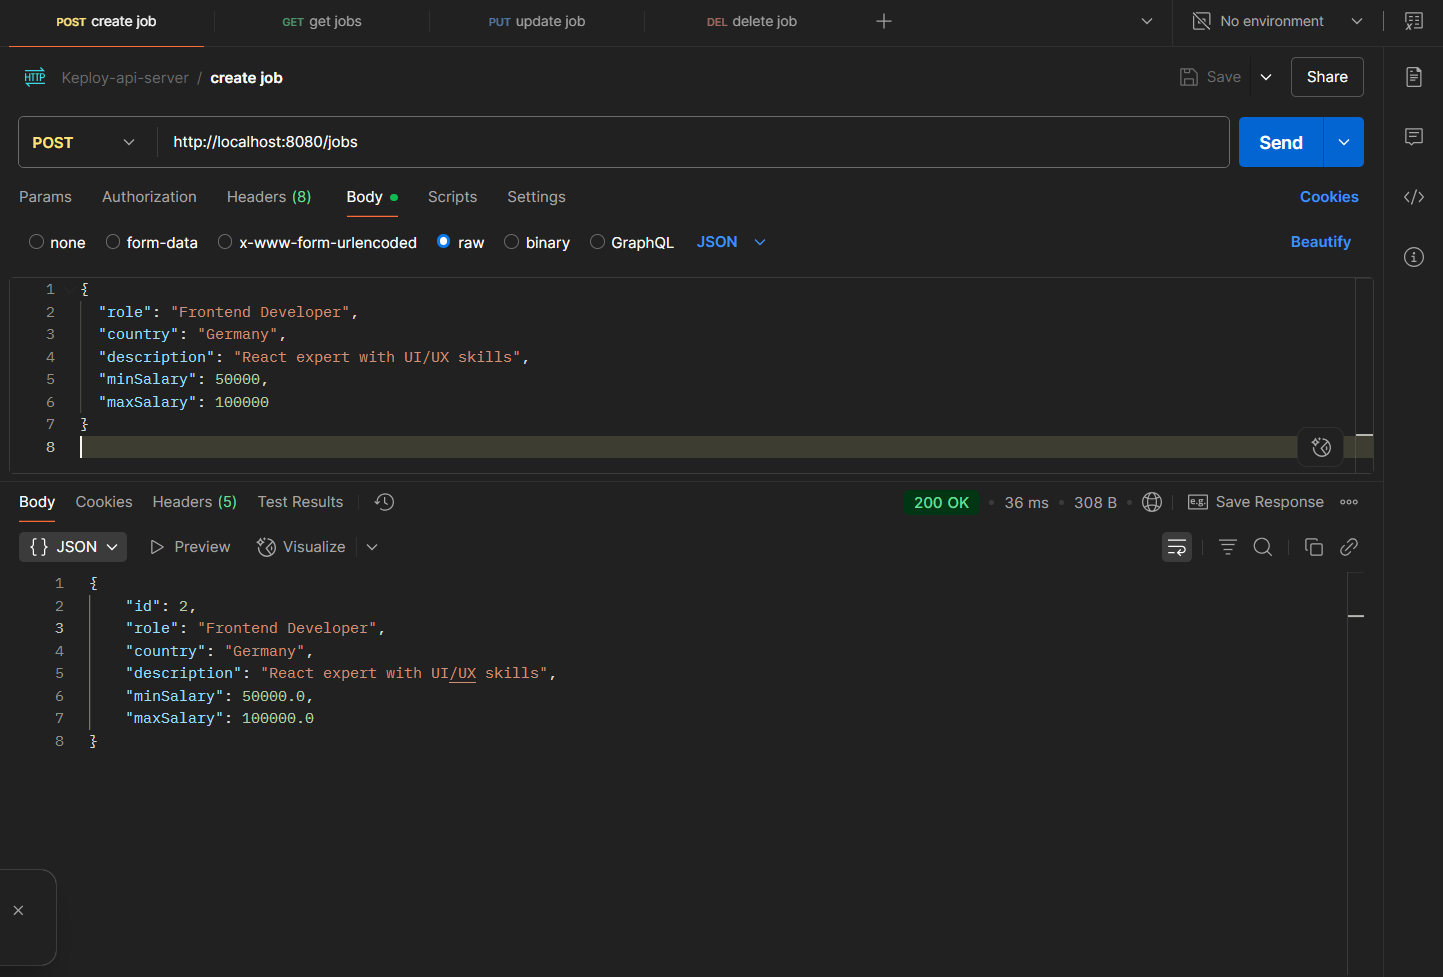 POST create job GET get jobs PUT update job DEL delete job No environment
HTTP Keploy-api-server / create job Save Share
POST http://localhost:8080/jobs Send
Params Authorization Headers (8) Body Scripts Settings Cookies
none form-data x-www-form-urlencoded raw binary GraphQL JSON Beautify
1 {
2 "role": "Frontend Developer",
3 "country": "Germany",
4 "description": "React expert with UI/UX skills",
5 "minSalary": 50000,
6 "maxSalary": 100000
7 }
8
Body Cookies Headers (5) Test Results 200 OK 36 ms 308 B e.g. Save Response
{} JSON Preview Visualize
1 {
2 "id": 2,
3 "role": "Frontend Developer",
4 "country": "Germany",
5 "description": "React expert with UI/UX skills",
6 "minSalary": 50000.0,
7 "maxSalary": 100000.0
8 }